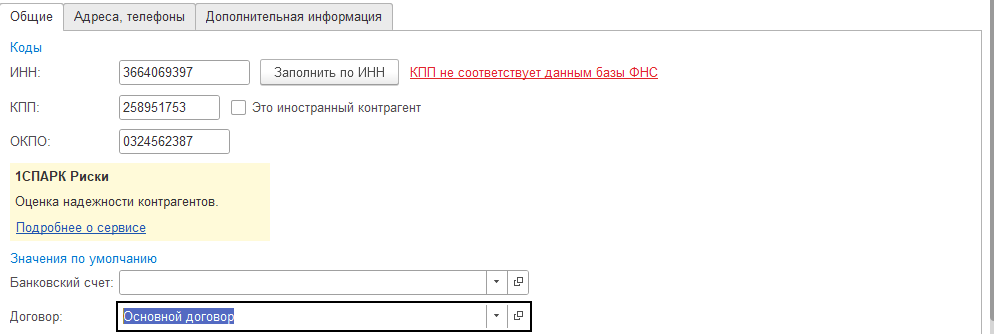 Общие Адреса, телефоны Дополнительная информация
Коды
ИНН: 3664069397 Заполнить по ИНН КПП не соответствует данным базы ФНС
КПП: 258951753 Это иностранный контрагент
ОКПО: 0324562387
1СПАРК Риски
Оценка надежности контрагентов.
Подробнее о сервисе
Значения по умолчанию
Банковский счет:
Договор: Основной договор